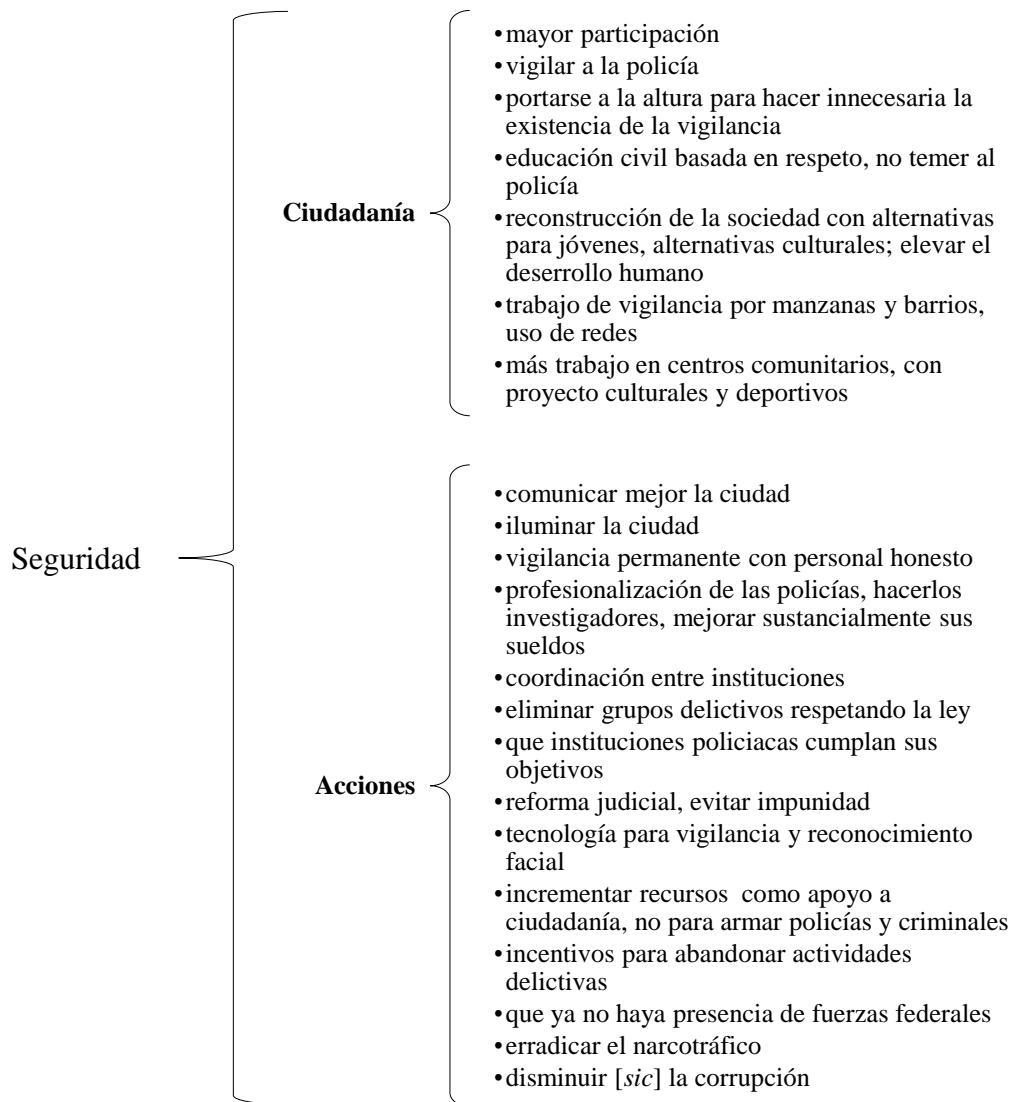 Seguridad
Ciudadanía
•mayor participación
•vigilar a la policía
•portarse a la altura para hacer innecesaria la
existencia de la vigilancia
•educación civil basada en respeto, no temer al
policía
•reconstrucción de la sociedad con alternativas
para jóvenes, alternativas culturales; elevar el
deserrollo humano
•trabajo de vigilancia por manzanas y barrios,
uso de redes
•más trabajo en centros comunitarios, con
proyecto culturales y deportivos
Acciones
•comunicar mejor la ciudad
•iluminar la ciudad
•vigilancia permanente con personal honesto
•profesionalización de las policías, hacerlos
investigadores, mejorar sustancialmente sus
sueldos
•coordinación entre instituciones
•eliminar grupos delictivos respetando la ley
•que instituciones policiacas cumplan sus
objetivos
•reforma judicial, evitar impunidad
•tecnología para vigilancia y reconocimiento
facial
•incrementar recursos  como apoyo a
ciudadanía, no para armar policías y criminales
•incentivos para abandonar actividades
delictivas
•que ya no haya presencia de fuerzas federales
•erradicar el narcotráfico
•disminuir [sic] la corrupción